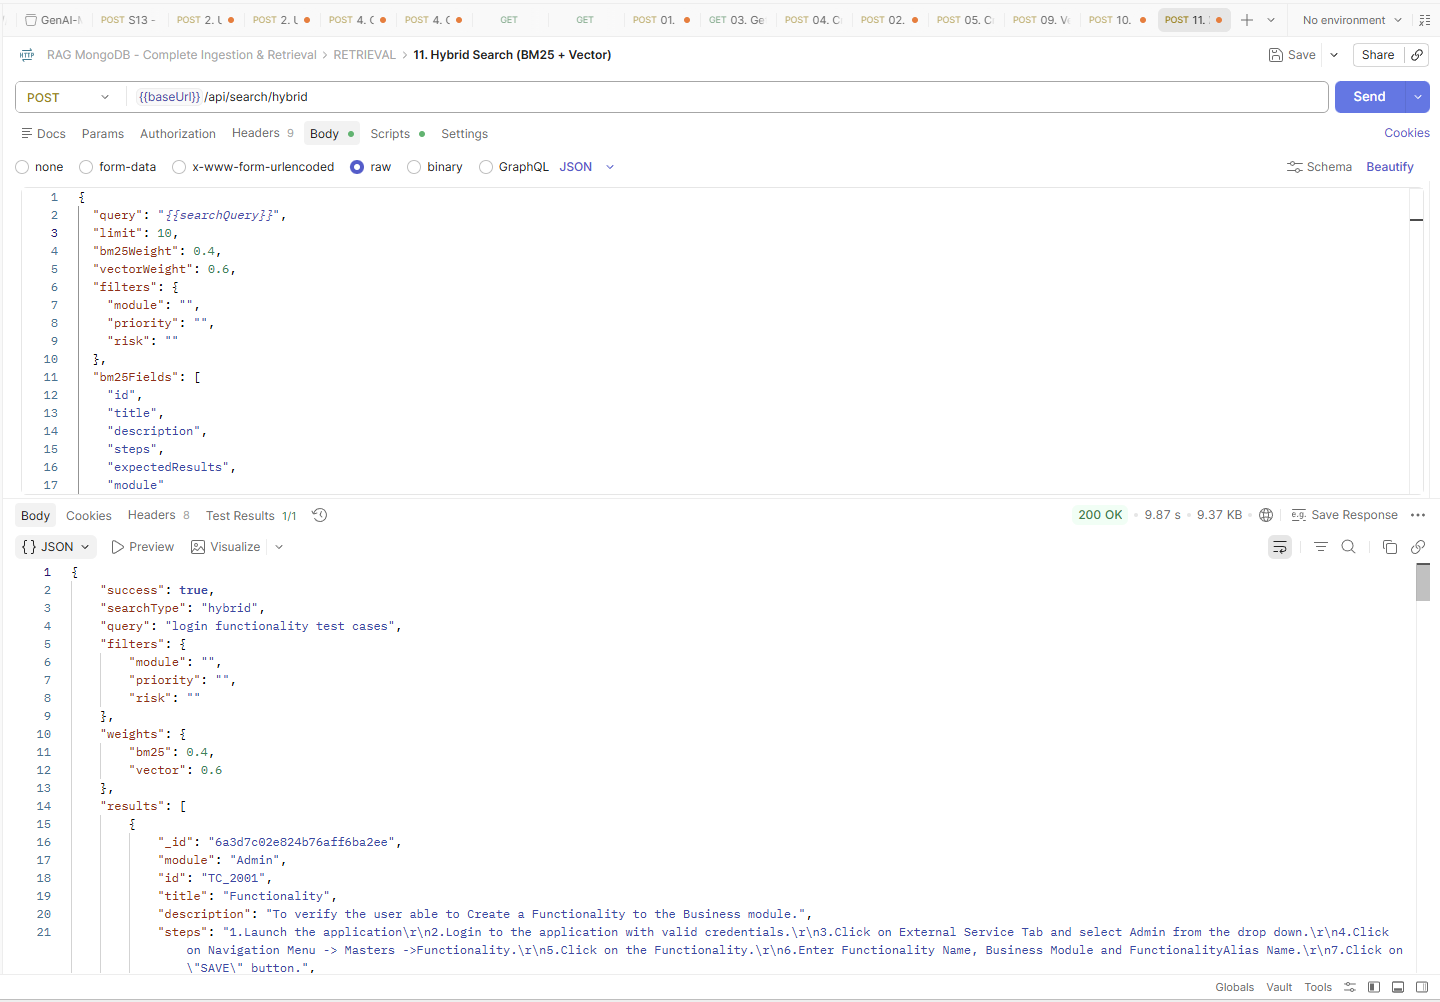 GenAI-
POST S13 -
POST 2. 
POST 2. 
POST 4. 
POST 4. 
GET
GET
POST 01.
GET 03. Ge
POST 04. C
POST 02.
POST 05. C
POST 09. V
POST 10.
POST 11.
No environment
HTTP RAG MongoDB - Complete Ingestion & Retrieval > RETRIEVAL > 11. Hybrid Search (BM25 + Vector)
Save
Share
POST
{{baseUrl}} /api/search/hybrid
Send
Docs Params Authorization Headers 9 Body Scripts Settings
Cookies
none form-data x-www-form-urlencoded raw binary GraphQL JSON
Schema Beautify
1 {
2 "query": "{{searchQuery}}",
3 "limit": 10,
4 "bm25Weight": 0.4,
5 "vectorWeight": 0.6,
6 "filters": {
7 "module": "",
8 "priority": "",
9 "risk": ""
10 },
11 "bm25Fields": [
12 "id",
13 "title",
14 "description",
15 "steps",
16 "expectedResults",
17 "module"
Body Cookies Headers 8 Test Results 1/1
200 OK • 9.87 s • 9.37 KB • e.g. Save Response
{} JSON Preview Visualize
1 {
2 "success": true,
3 "searchType": "hybrid",
4 "query": "login functionality test cases",
5 "filters": {
6 "module": "",
7 "priority": "",
8 "risk": ""
9 },
10 "weights": {
11 "bm25": 0.4,
12 "vector": 0.6
13 },
14 "results": [
15 {
16 "_id": "6a3d7c02e824b76aff6ba2ee",
17 "module": "Admin",
18 "id": "TC_2001",
19 "title": "Functionality",
20 "description": "To verify the user able to Create a Functionality to the Business module.",
21 "steps": "1.Launch the application\r\n2.Login to the application with valid credentials.\r\n3.Click on External Service Tab and select Admin from the drop down.\r\n4.Click
on Navigation Menu -> Masters ->Functionality.\r\n5.Click on the Functionality.\r\n6.Enter Functionality Name, Business Module and FunctionalityAlias Name.\r\n7.Click on
\"SAVE\" button.",
Globals Vault Tools